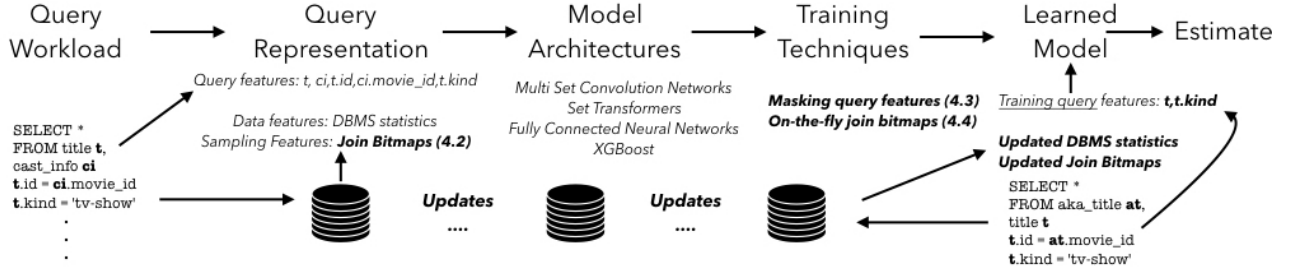 Query
Workload
Query
Representation
Model
Architectures
Training
Techniques
Learned
Model
Estimate
Query features: t, ci,t.id,ci.movie_id,t.kind
Data features: DBMS statistics
Sampling Features: Join Bitmaps (4.2)
Multi Set Convolution Networks
Set Transformers
Fully Connected Neural Networks
XGBoost
Masking query features (4.3)
On-the-fly join bitmaps (4.4)
Training query features: t,t.kind
Updated DBMS statistics
Updated Join Bitmaps
SELECT *
FROM title t,
cast_info ci
t.id = ci.movie_id
t.kind = 'tv-show'
.
.
.
Updates
....
Updates
....
SELECT *
FROM aka_title at,
title t
t.id = at.movie_id
t.kind = 'tv-show'